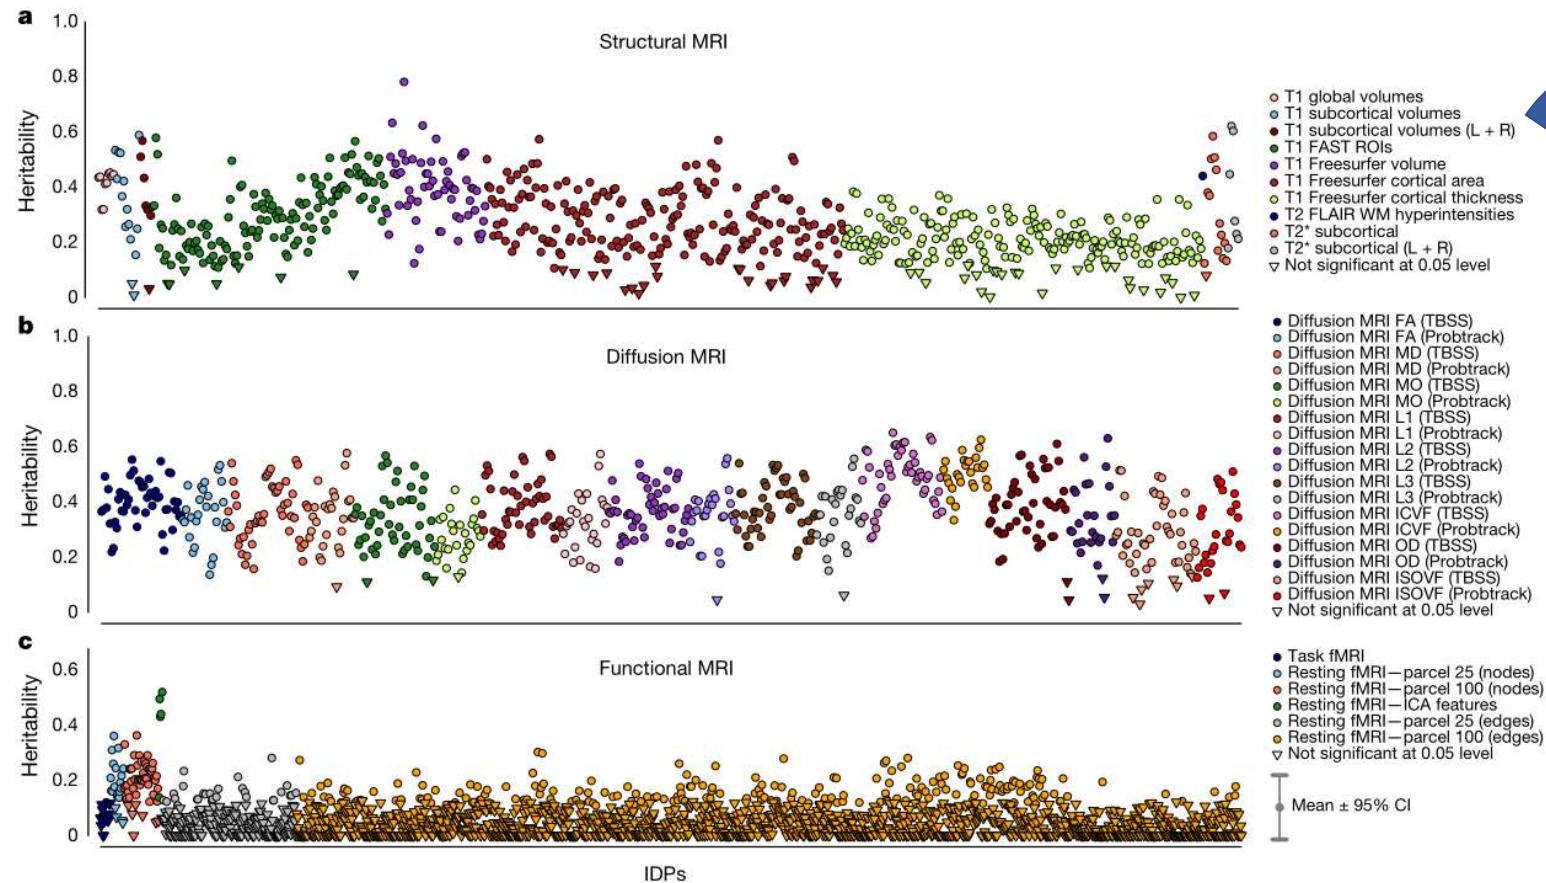 a
1.0
Structural MRI
0.8
0.6
0.4
0.2
0
Heritability
T1 global volumes
T1 subcortical volumes
T1 subcortical volumes (L + R)
T1 FAST ROIs
T1 Freesurfer volume
T1 Freesurfer cortical area
T1 Freesurfer cortical thickness
T2 FLAIR WM hyperintensities
T2* subcortical
T2* subcortical (L + R)
Not significant at 0.05 level
b
1.0
Diffusion MRI
0.8
0.6
0.4
0.2
0
Heritability
Diffusion MRI FA (TBSS)
Diffusion MRI FA (Probtrack)
Diffusion MRI MD (TBSS)
Diffusion MRI MD (Probtrack)
Diffusion MRI MO (TBSS)
Diffusion MRI MO (Probtrack)
Diffusion MRI L1 (TBSS)
Diffusion MRI L1 (Probtrack)
Diffusion MRI L2 (TBSS)
Diffusion MRI L2 (Probtrack)
Diffusion MRI L3 (TBSS)
Diffusion MRI L3 (Probtrack)
Diffusion MRI ICVF (TBSS)
Diffusion MRI ICVF (Probtrack)
Diffusion MRI OD (TBSS)
Diffusion MRI OD (Probtrack)
Diffusion MRI ISOVF (TBSS)
Diffusion MRI ISOVF (Probtrack)
Not significant at 0.05 level
c
Functional MRI
0.6
0.4
0.2
0
Heritability
Task fMRI
Resting fMRI—parcel 25 (nodes)
Resting fMRI—parcel 100 (nodes)
Resting fMRI—ICA features
Resting fMRI—parcel 25 (edges)
Resting fMRI—parcel 100 (edges)
Not significant at 0.05 level
Mean ± 95% CI
IDPs